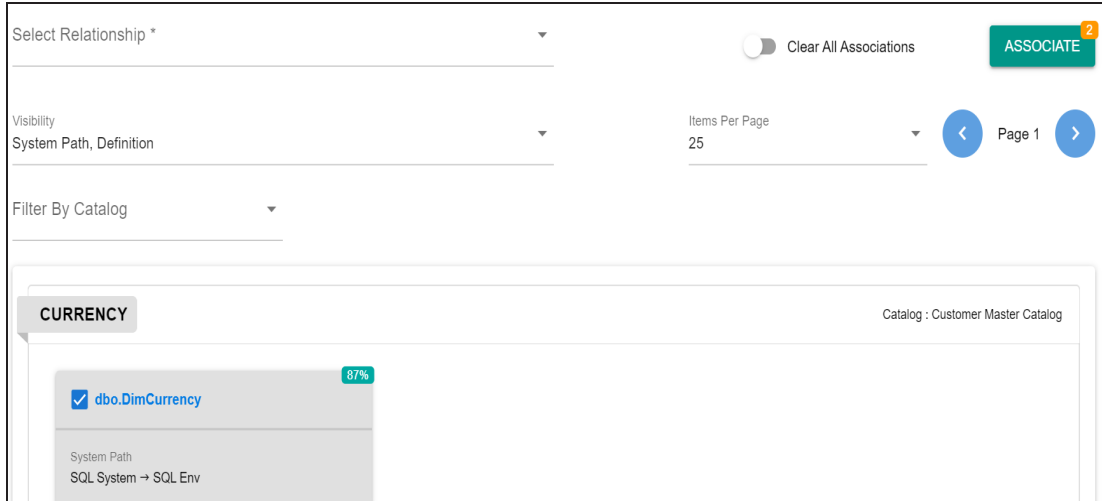 Select Relationship *
Clear All Associations
ASSOCIATE
2
Visibility
System Path, Definition
Items Per Page
25
Page 1
Filter By Catalog
CURRENCY
Catalog : Customer Master Catalog
87%
dbo.DimCurrency
System Path
SQL System → SQL Env